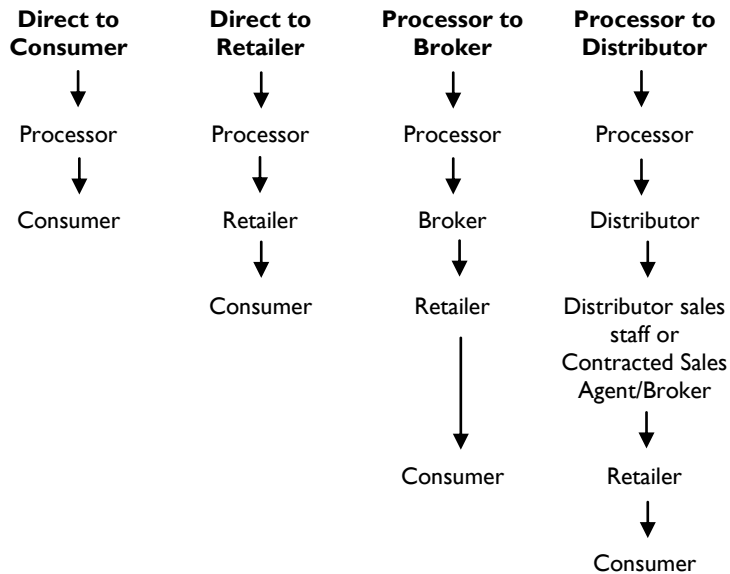 Direct to
Consumer
Processor
Consumer
Direct to
Retailer
Processor
Retailer
Consumer
Processor to
Broker
Processor
Broker
Retailer
Consumer
Processor to
Distributor
Processor
Distributor
Distributor sales
staff or
Contracted Sales
Agent/Broker
Retailer
Consumer